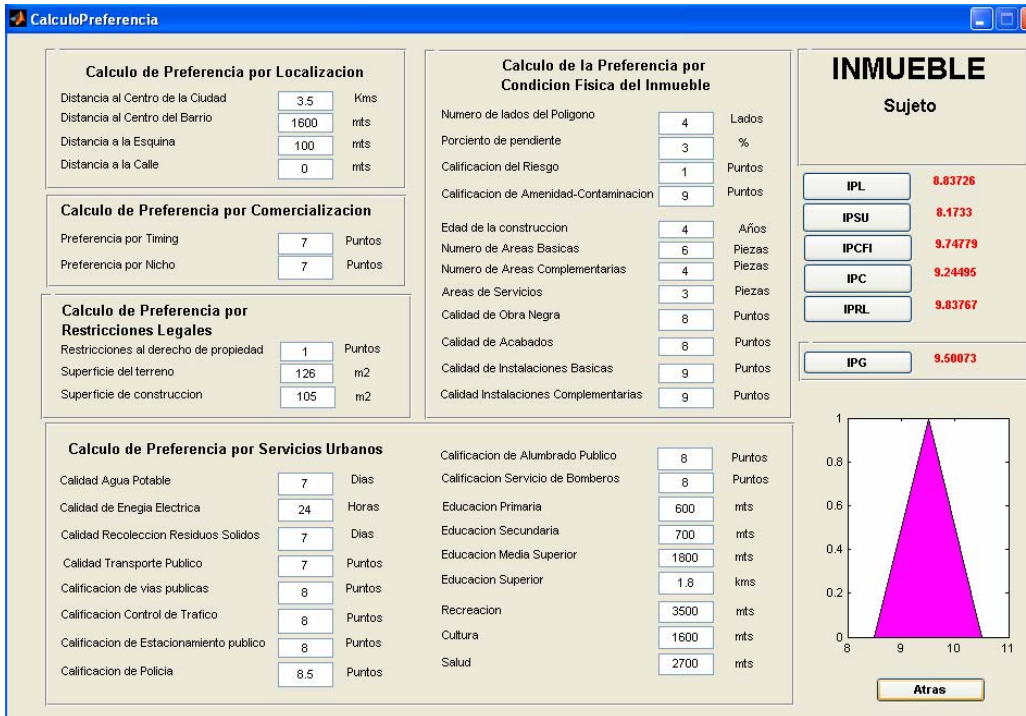 CalculoPreferencia
Calculo de Preferencia por Localizacion
Distancia al Centro de la Ciudad 3.5 Kms
Distancia al Centro del Barrio 1600 mts
Distancia a la Esquina 100 mts
Distancia a la Calle 0 mts
Calculo de Preferencia por Comercializacion
Preferencia por Timing 7 Puntos
Preferencia por Nicho 7 Puntos
Calculo de Preferencia por
Restricciones Legales
Restricciones al derecho de propiedad 1 Puntos
Superficie del terreno 126 m2
Superficie de construccion 105 m2
Calculo de la Preferencia por
Condicion Fisica del Inmueble
Numero de lados del Poligono 4 Lados
Porciento de pendiente 3 %
Calificacion del Riesgo 1 Puntos
Calificacion de Amenidad-Contaminacion 9 Puntos
Edad de la construccion 4 Años
Numero de Areas Basicas 6 Piezas
Numero de Areas Complementarias 4 Piezas
Areas de Servicios 3 Piezas
Calidad de Obra Negra 8 Puntos
Calidad de Acabados 8 Puntos
Calidad de Instalaciones Basicas 9 Puntos
Calidad Instalaciones Complementarias 9 Puntos
Calculo de Preferencia por Servicios Urbanos
Calidad Agua Potable 7 Dias
Calidad de Enegia Electrica 24 Horas
Calidad Recoleccion Residuos Solidos 7 Dias
Calidad Transporte Publico 7 Puntos
Calificacion de vias publicas 8 Puntos
Calificacion Control de Trafico 8 Puntos
Calificacion de Estacionamiento publico 8 Puntos
Calificacion de Policia 8.5 Puntos
Calificacion de Alumbrado Publico 8 Puntos
Calificacion Servicio de Bomberos 8 Puntos
Educacion Primaria 600 mts
Educacion Secundaria 700 mts
Educacion Media Superior 1800 mts
Educacion Superior 1.8 kms
Recreacion 3500 mts
Cultura 1600 mts
Salud 2700 mts
INMUEBLE
Sujeto
IPL 8.83726
IPSU 8.1733
IPCFI 9.74779
IPC 9.24495
IPRL 9.83767
IPG 9.50073
1
0.8
0.6
0.4
0.2
0
8 9 10 11
Atras